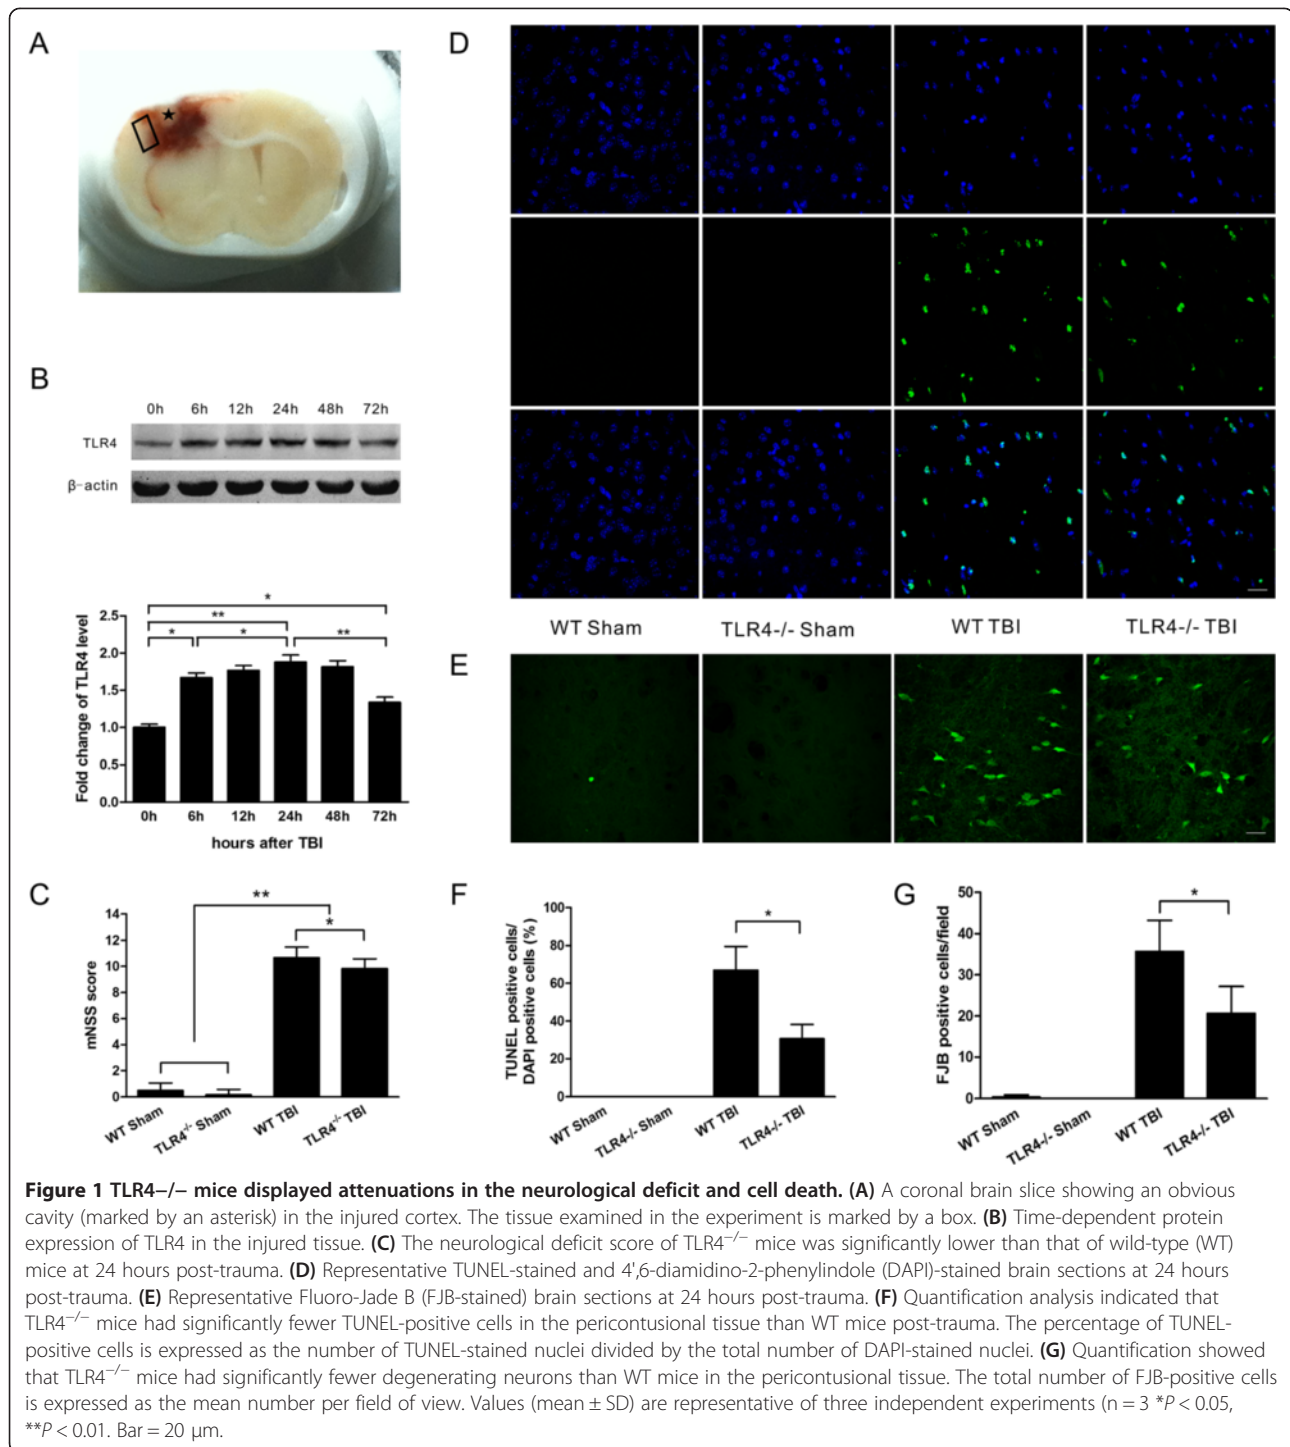 A
D
B
0h 6h 12h 24h 48h 72h
TLR4
β-actin
Fold change of TLR4 level
2.5
2.0
1.5
1.0
0.5
0.0
*
**
* * **
0h 6h 12h 24h 48h 72h
hours after TBI
WT Sham TLR4-/- Sham WT TBI TLR4-/- TBI
E
C
mNSS score
14
12
10
8
6
4
2
0
**
*
WT Sham TLR4-/- Sham WT TBI TLR4-/- TBI
F
TUNEL positive cells/
DAPI positive cells (%)
100
80
60
40
20
0
*
WT Sham TLR4-/- Sham WT TBI TLR4-/- TBI
G
FJB positive cells/field
50
40
30
20
10
0
*
WT Sham TLR4-/- Sham WT TBI TLR4-/- TBI
Figure 1 TLR4−/− mice displayed attenuations in the neurological deficit and cell death. (A) A coronal brain slice showing an obvious
cavity (marked by an asterisk) in the injured cortex. The tissue examined in the experiment is marked by a box. (B) Time-dependent protein
expression of TLR4 in the injured tissue. (C) The neurological deficit score of TLR4−/− mice was significantly lower than that of wild-type (WT)
mice at 24 hours post-trauma. (D) Representative TUNEL-stained and 4',6-diamidino-2-phenylindole (DAPI)-stained brain sections at 24 hours
post-trauma. (E) Representative Fluoro-Jade B (FJB-stained) brain sections at 24 hours post-trauma. (F) Quantification analysis indicated that
TLR4−/− mice had significantly fewer TUNEL-positive cells in the pericontusional tissue than WT mice post-trauma. The percentage of TUNEL-
positive cells is expressed as the number of TUNEL-stained nuclei divided by the total number of DAPI-stained nuclei. (G) Quantification showed
that TLR4−/− mice had significantly fewer degenerating neurons than WT mice in the pericontusional tissue. The total number of FJB-positive cells
is expressed as the mean number per field of view. Values (mean ± SD) are representative of three independent experiments (n = 3 *P < 0.05,
**P < 0.01. Bar = 20 μm.